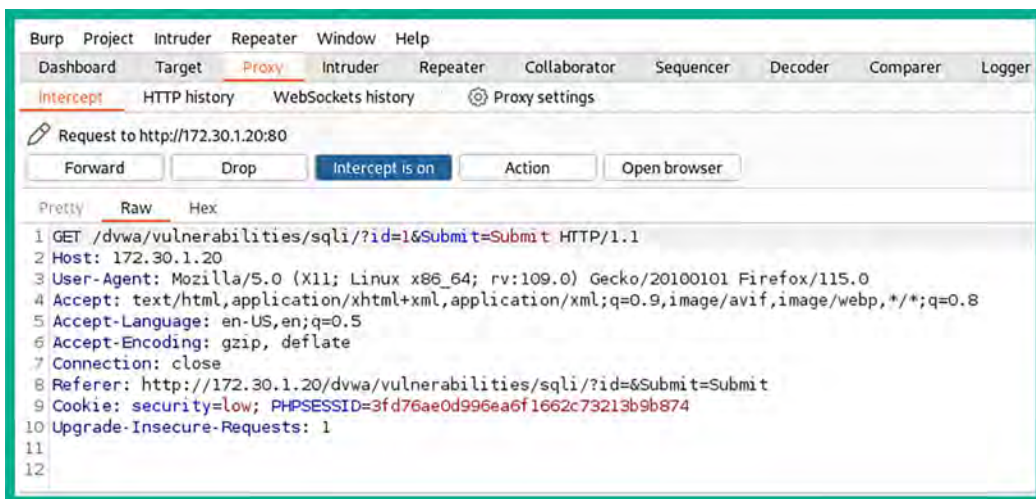 Burp Project Intruder Repeater Window Help
Dashboard Target Proxy Intruder Repeater Collaborator Sequencer Decoder Comparer Logger
Intercept HTTP history WebSockets history Proxy settings
Request to http://172.30.1.20:80
Forward Drop Intercept is on Action Open browser
Pretty Raw Hex
1 GET /dvwa/vulnerabilities/sqli/?id=1&Submit=Submit HTTP/1.1
2 Host: 172.30.1.20
3 User-Agent: Mozilla/5.0 (X11; Linux x86_64; rv:109.0) Gecko/20100101 Firefox/115.0
4 Accept: text/html,application/xhtml+xml,application/xml;q=0.9,image/avif,image/webp,*/*;q=0.8
5 Accept-Language: en-US,en;q=0.5
6 Accept-Encoding: gzip, deflate
7 Connection: close
8 Referer: http://172.30.1.20/dvwa/vulnerabilities/sqli/?id=&Submit=Submit
9 Cookie: security=low; PHPSESSID=3fd76ae0d996ea6f1662c73213b9b874
10 Upgrade-Insecure-Requests: 1
11
12